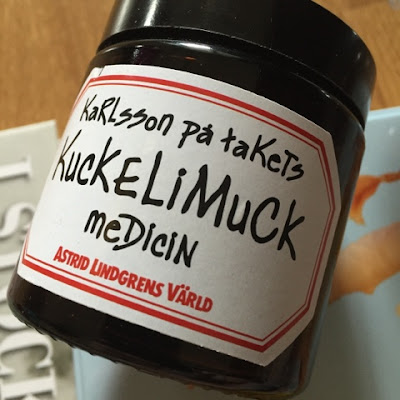 Karlsson på takets
Kuckelimuck
medicin
Astrid Lindgrens Värld